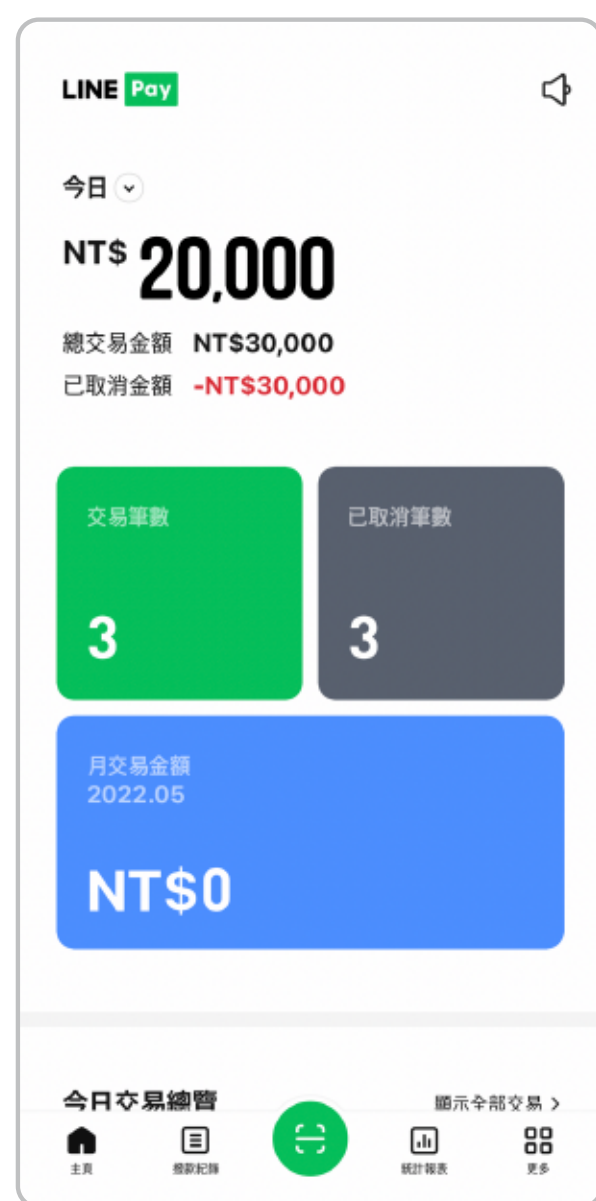 LINE Pay
今日
NT$ 20,000
總交易金額 NT$30,000
已取消金額 -NT$30,000
交易筆數
已取消筆數
3
3
月交易金額
2022.05
NT$0
今日交易總覽
顯示全部交易
主頁
撥款紀錄
統計報表
更多